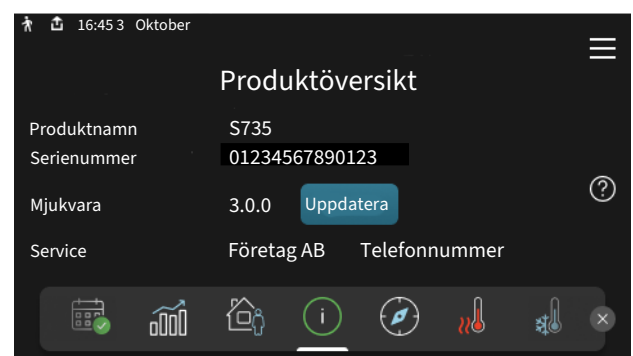 16:45 3 Oktober
Produktöversikt
Produktnamn S735
Serienummer 01234567890123
Mjukvara 3.0.0 Uppdatera
Service Företag AB Telefonnummer